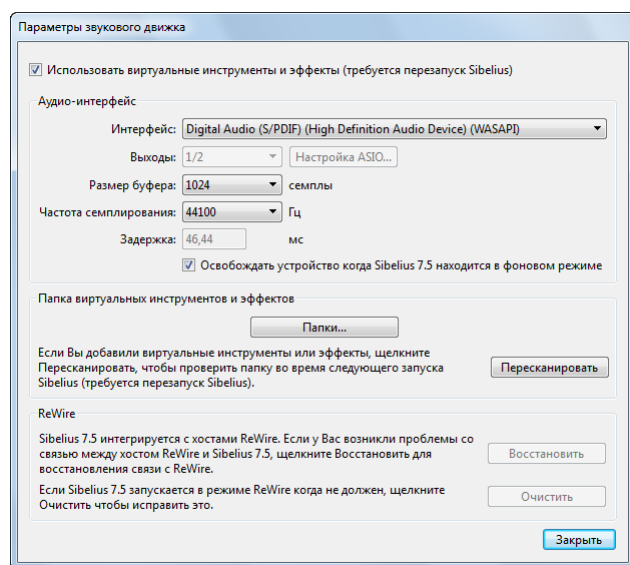 Параметры звукового движка
Использовать виртуальные инструменты и эффекты (требуется перезапуск Sibelius)
Аудио-интерфейс
Интерфейс: Digital Audio (S/PDIF) (High Definition Audio Device) (WASAPI)
Выходы: 1/2 Настройка ASIO...
Размер буфера: 1024 семплы
Частота семплирования: 44100 Гц
Задержка: 46,44 мс
Освобождать устройство когда Sibelius 7.5 находится в фоновом режиме
Папка виртуальных инструментов и эффектов
Папки...
Если Вы добавили виртуальные инструменты или эффекты, щелкните
Пересканировать, чтобы проверить папку во время следующего запуска
Sibelius (требуется перезапуск Sibelius).
Пересканировать
ReWire
Sibelius 7.5 интегрируется с хостами ReWire. Если у Вас возникли проблемы со
связью между хостом ReWire и Sibelius 7.5, щелкните Восстановить для
восстановления связи с ReWire.
Восстановить
Если Sibelius 7.5 запускается в режиме ReWire когда не должен, щелкните
Очистить чтобы исправить это.
Очистить
Закрыть